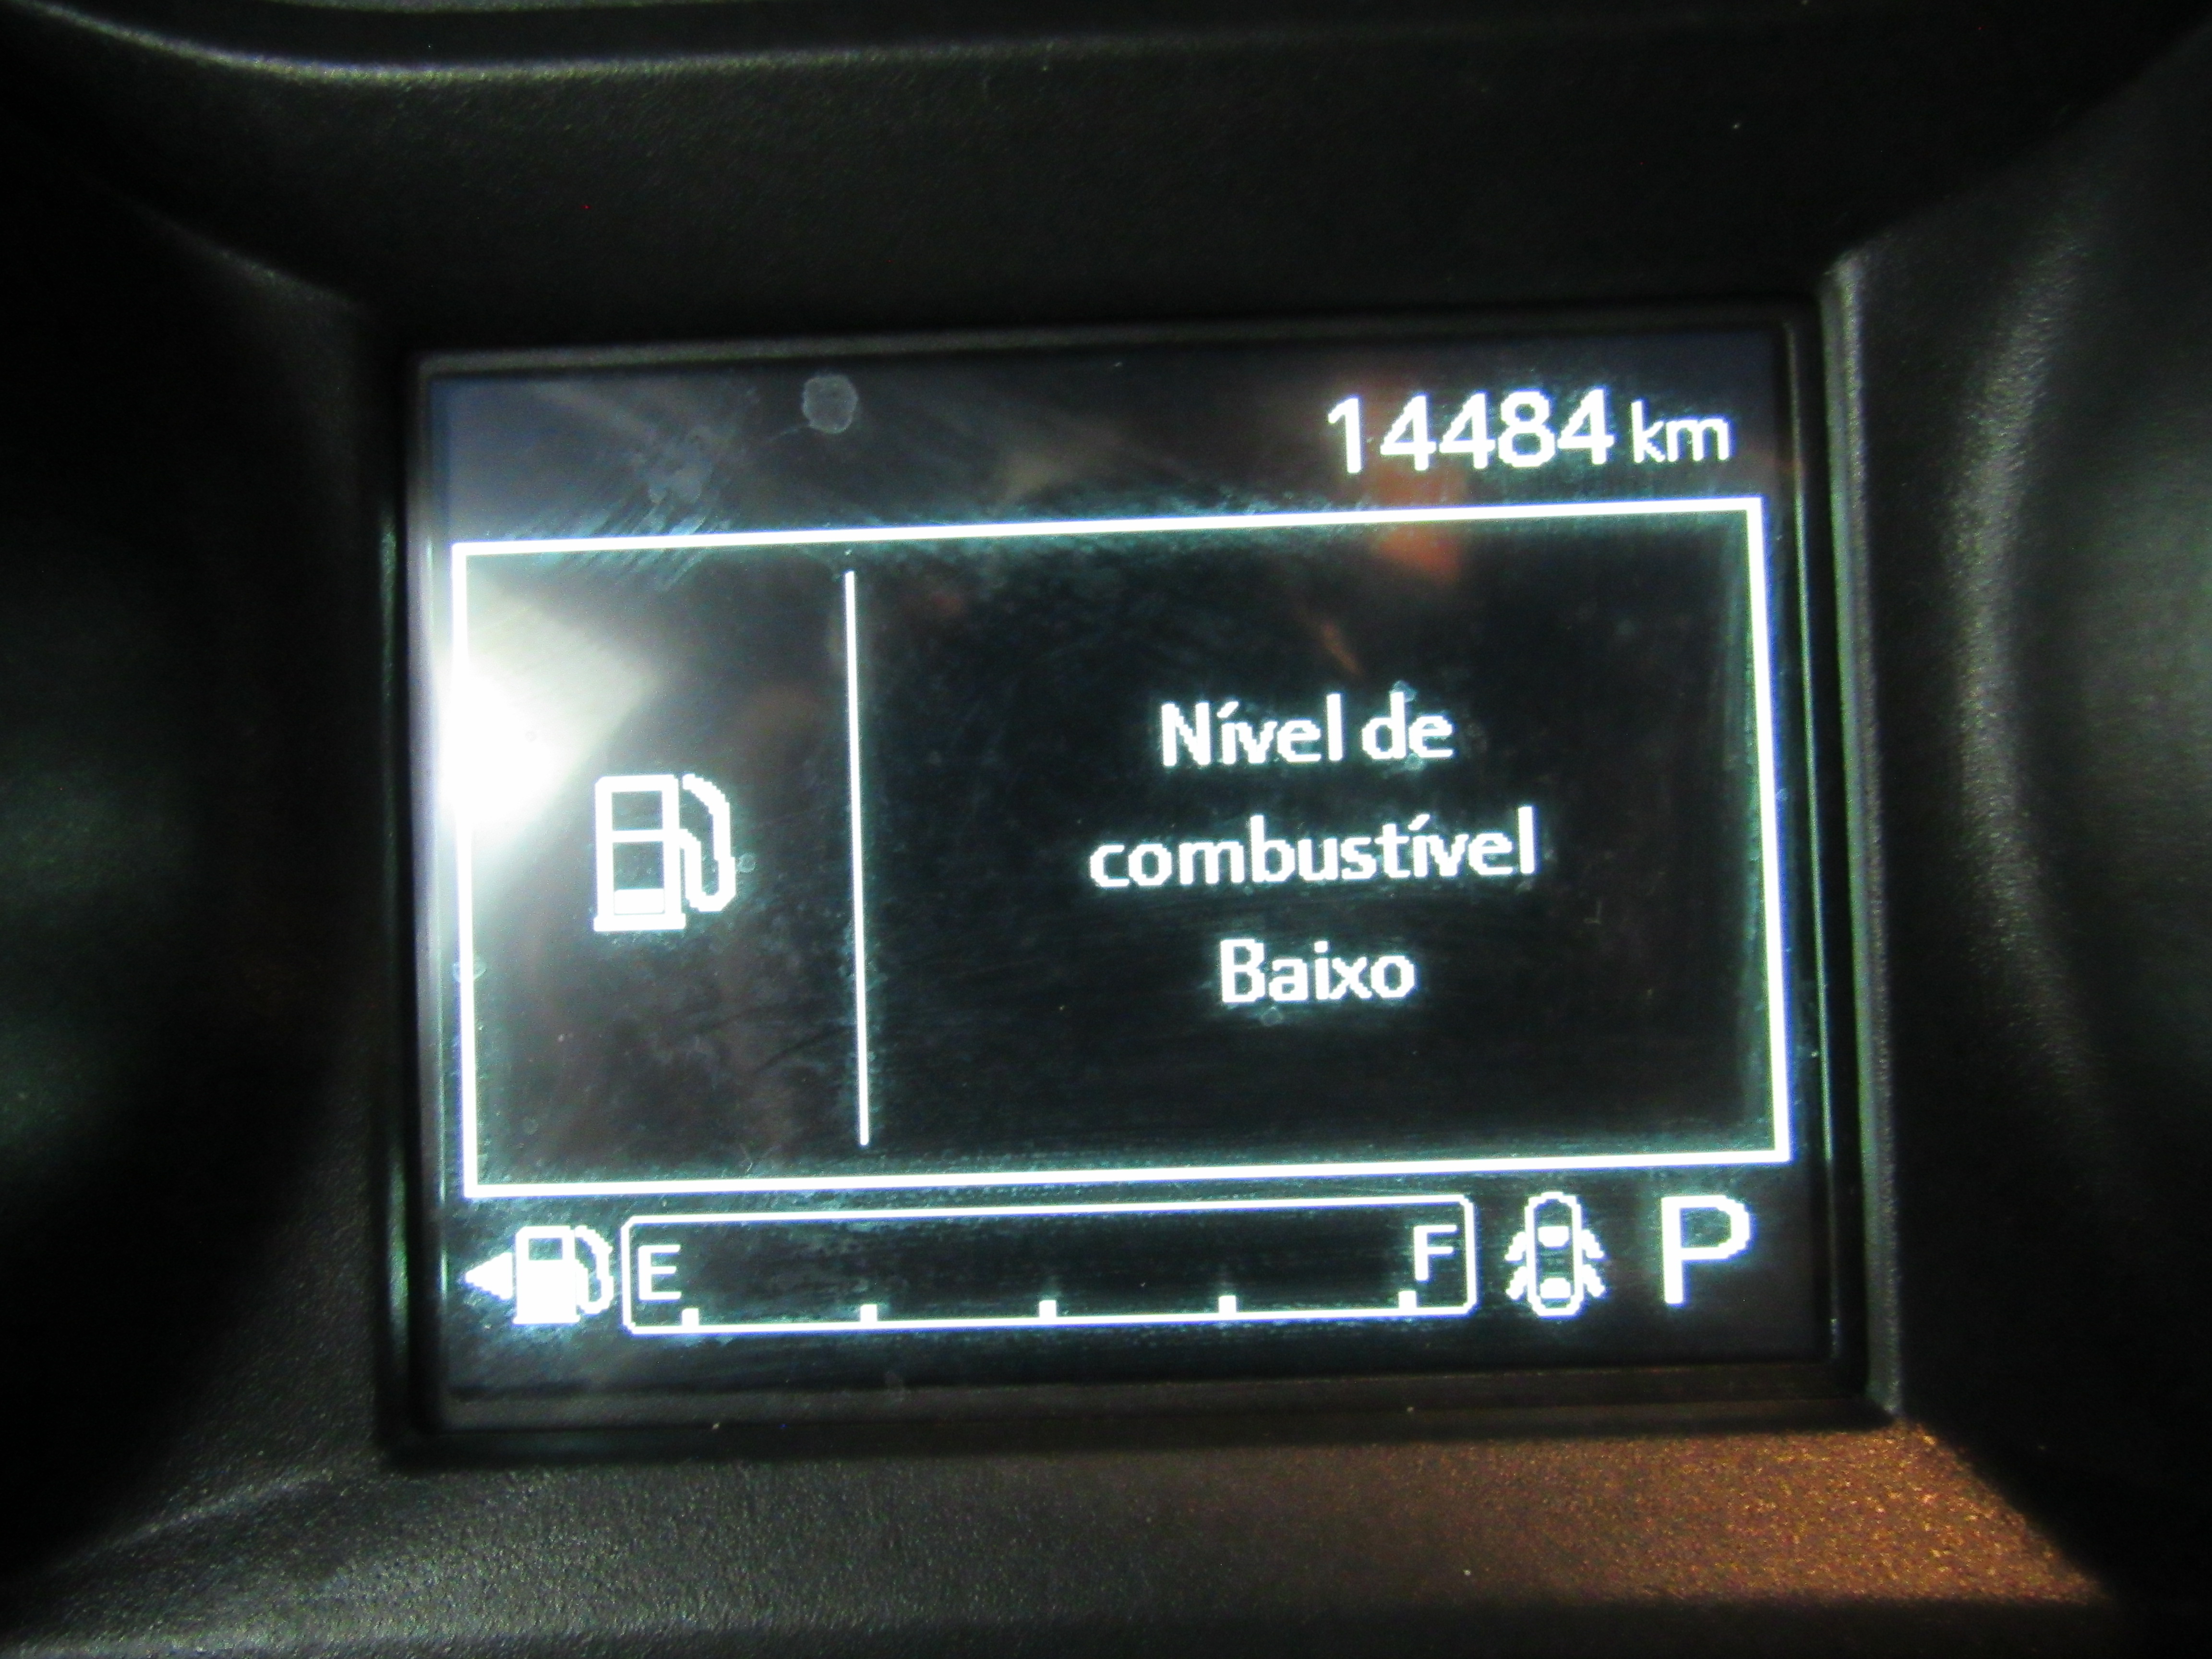 14484 km
Nível de
combustível
Baixo
E F P